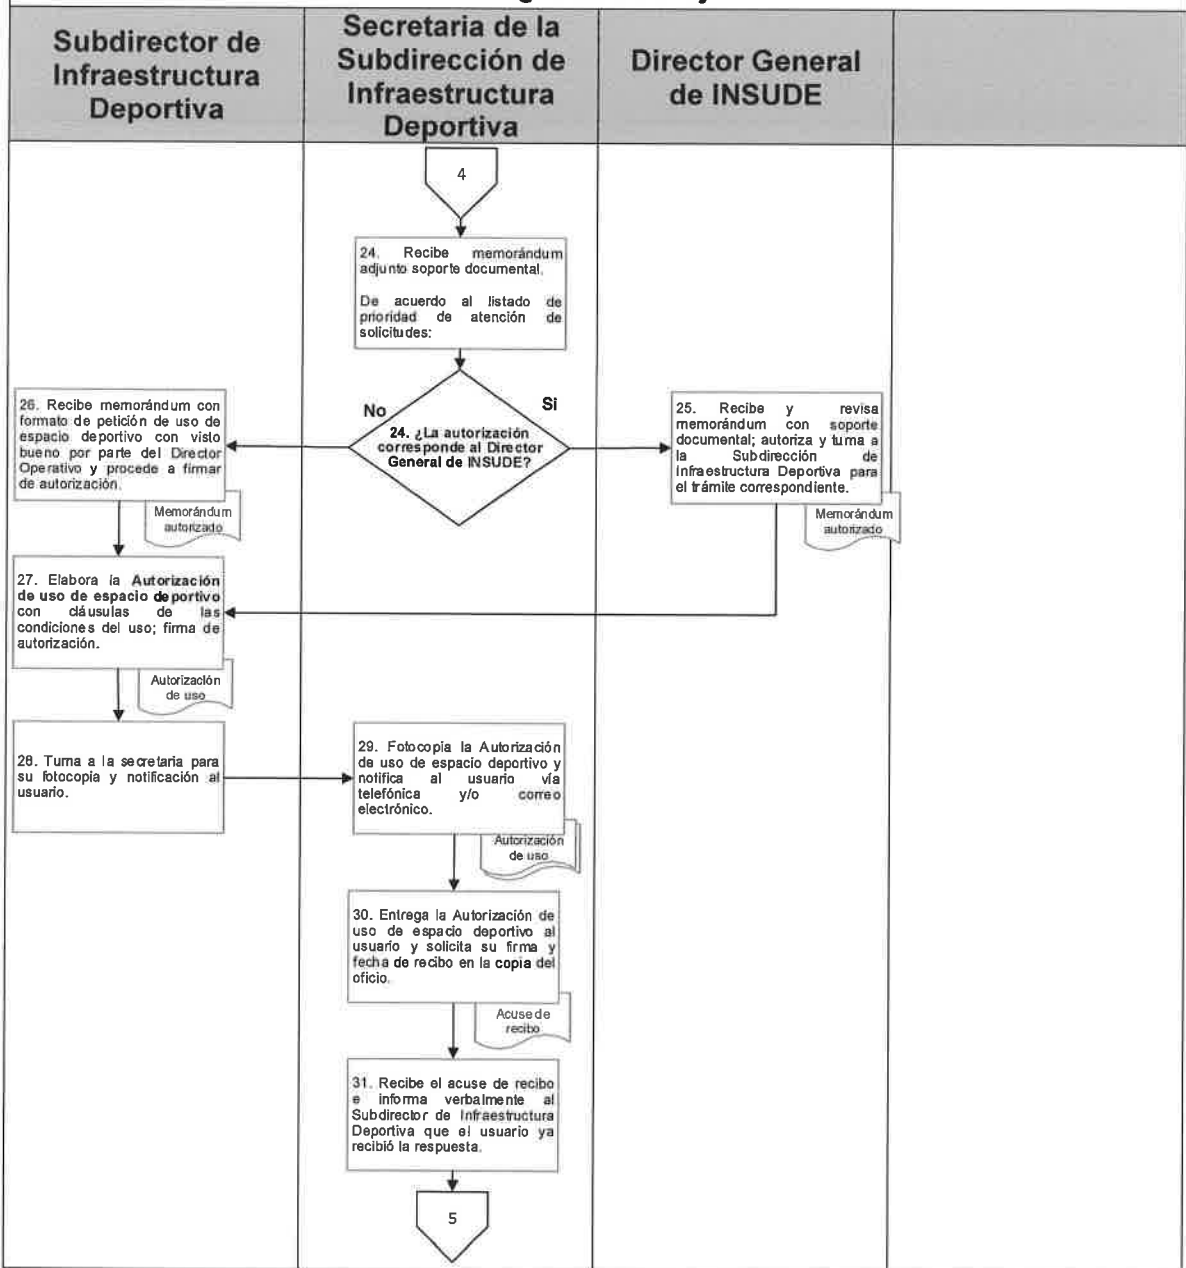 Subdirector de
Infraestructura
Deportiva
Secretaria de la
Subdirección de
Infraestructura
Deportiva
Director General
de INSUDE
4
24. Recibe memorándum
adjunto soporte documental.
De acuerdo al listado de
prioridad de atención de
solicitudes:
No
Si
24. ¿La autorización
corresponde al Director
General de INSUDE?
26. Recibe memorándum con
formato de petición de uso de
espacio deportivo con visto
bueno por parte del Director
Operativo y procede a firmar
de autorización.
Memorándum
autorizado
25. Recibe y revisa
memorándum con soporte
documental; autoriza y turna a
la Subdirección de
Infraestructura Deportiva para
el trámite correspondiente.
Memorándum
autorizado
27. Elabora la Autorización
de uso de espacio deportivo
con cláusulas de las
condiciones del uso; firma de
autorización.
Autorización
de uso
28. Turna a la secretaria para
su fotocopia y notificación al
usuario.
29. Fotocopia la Autorización
de uso de espacio deportivo y
notifica al usuario vía
telefónica y/o correo
electrónico.
Autorización
de uso
30. Entrega la Autorización de
uso de espacio deportivo al
usuario y solicita su firma y
fecha de recibo en la copia del
oficio.
Acuse de
recibo
31. Recibe el acuse de recibo
e informa verbalmente al
Subdirector de Infraestructura
Deportiva que el usuario ya
recibió la respuesta.
5